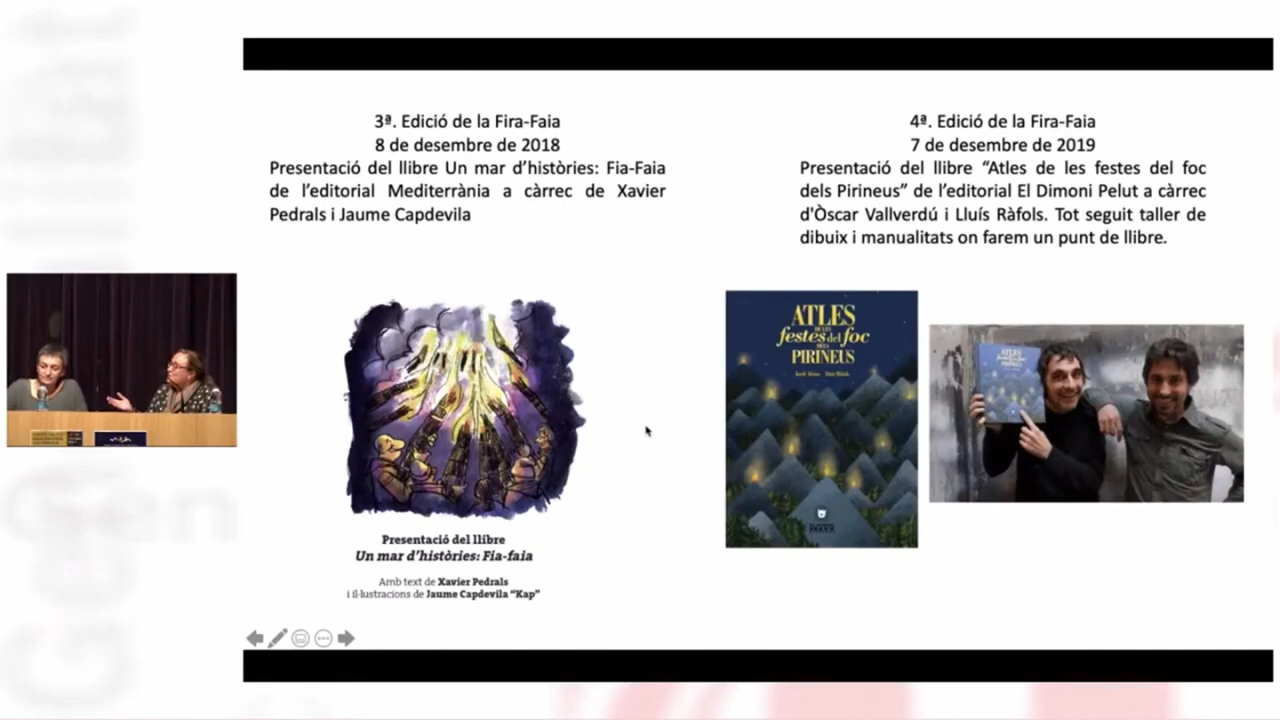 3ª. Edició de la Fira-Faia
8 de desembre de 2018
Presentació del llibre Un mar d’històries: Fia-Faia
de l’editorial Mediterrània a càrrec de Xavier
Pedrals i Jaume Capdevila
Presentació del llibre
Un mar d’històries: Fia-faia
Amb text de Xavier Pedrals
i il·lustracions de Jaume Capdevila “Kap”
4ª. Edició de la Fira-Faia
7 de desembre de 2019
Presentació del llibre “Atles de les festes del foc
dels Pirineus” de l’editorial El Dimoni Pelut a càrrec
d'Òscar Vallverdú i Lluís Ràfols. Tot seguit taller de
dibuix i manualitats on farem un punt de llibre.
ATLES
DE LES
festes del foc
DELS
PIRINEUS
ATLES
PIRINEUS